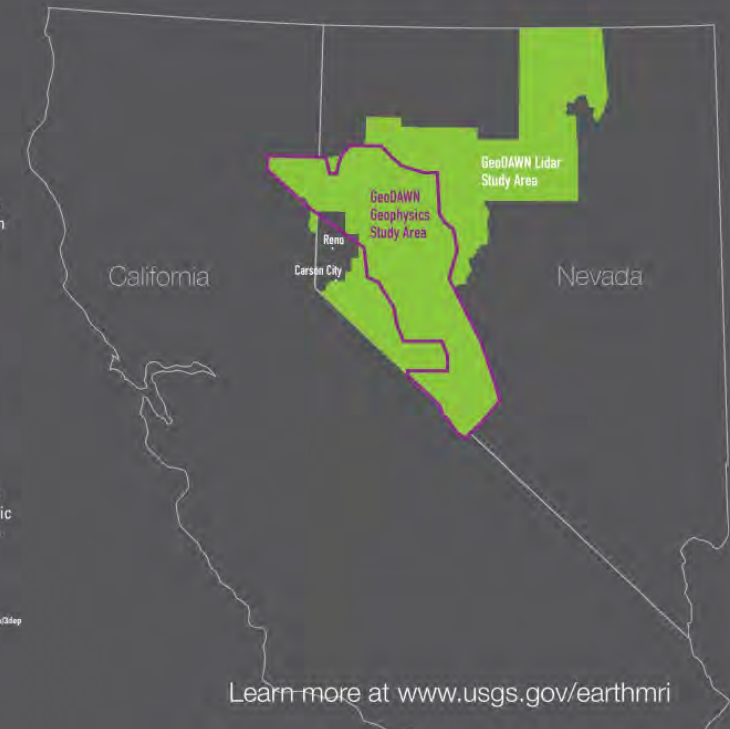 GeoDAWN Lidar
Study Area
GeoDAWN
Geophysics
Study Area
Reno
Carson City
California
Nevada
ic
Learn more at www.usgs.gov/earthmri